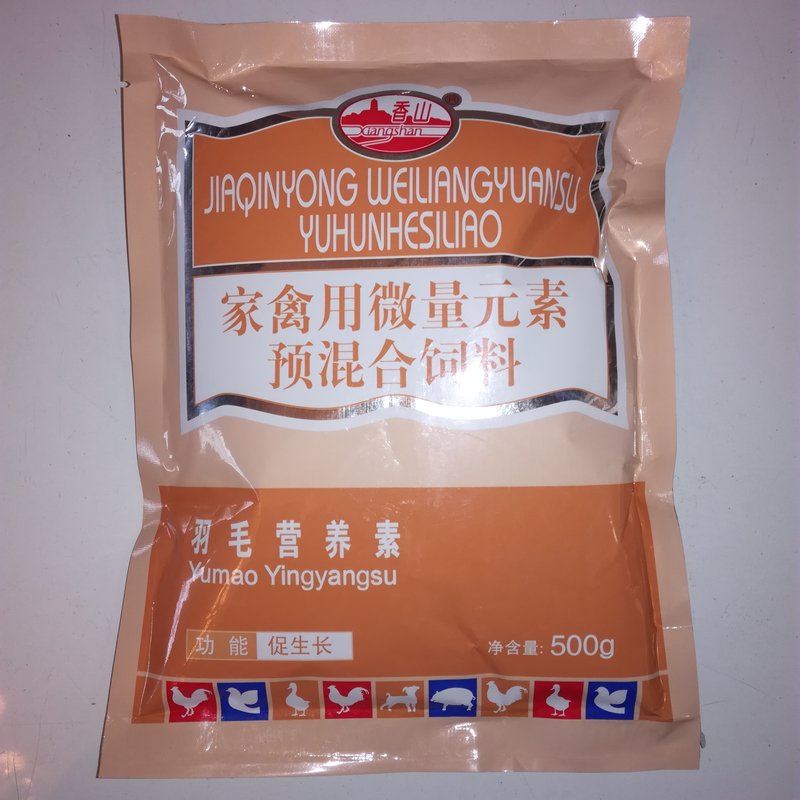 香山
Xiangshan
®
JIAQINYONG WEILIANGYUANSU
YUHUNHESILIAO
家禽用微量元素
预混合饲料
羽毛营养素
Yumao Yingyangsu
功能 促生长
净含量: 500g